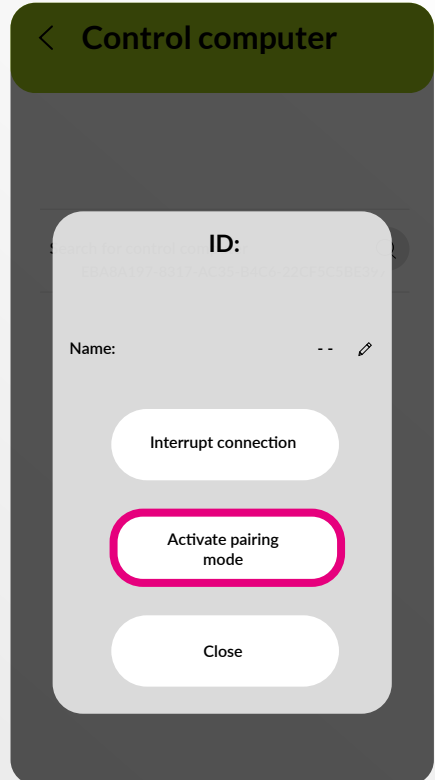 Control computer
ID:
Name: - -
Interrupt connection
Activate pairing
mode
Close